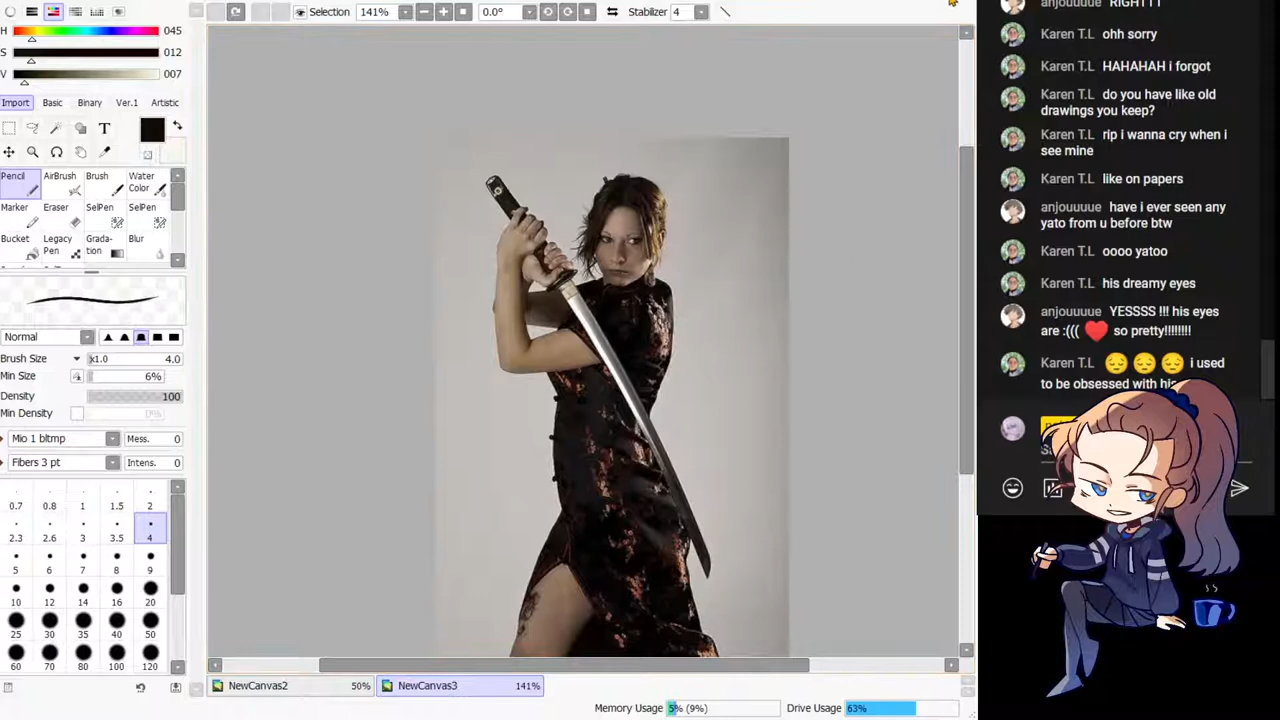 Selection 141% 0.0° Stabilizer 4
H 045
S 012
V 007
Import Basic Binary Ver.1 Artistic
T
Pencil AirBrush Brush Water Color
Marker Eraser SelPen SelPen
Bucket Legacy Pen Gradation Blur
Normal
Brush Size x1.0 4.0
Min Size 6%
Density 100
Min Density 0%
Mio 1 bltmp Mess. 0
Fibers 3 pt Intens. 0
0.7 0.8 1 1.5 2
2.3 2.6 3 3.5 4
5 6 7 8 9
10 12 14 16 20
25 30 35 40 50
60 70 80 100 120
NewCanvas2 50% NewCanvas3 141%
Memory Usage 5% (9%) Drive Usage 63%
anjouuuue RIGHTTT
Karen T.L ohh sorry
Karen T.L HAHAHAH i forgot
Karen T.L do you have like old
drawings you keep?
Karen T.L rip i wanna cry when i
see mine
Karen T.L like on papers
anjouuuue have i ever seen any
yato from u before btw
Karen T.L oooo yatoo
Karen T.L his dreamy eyes
anjouuuue YESSSS !!! his eyes
are :((( ❤️ so pretty!!!!!!!!
Karen T.L 😔😔😔 i used
to be obsessed with his